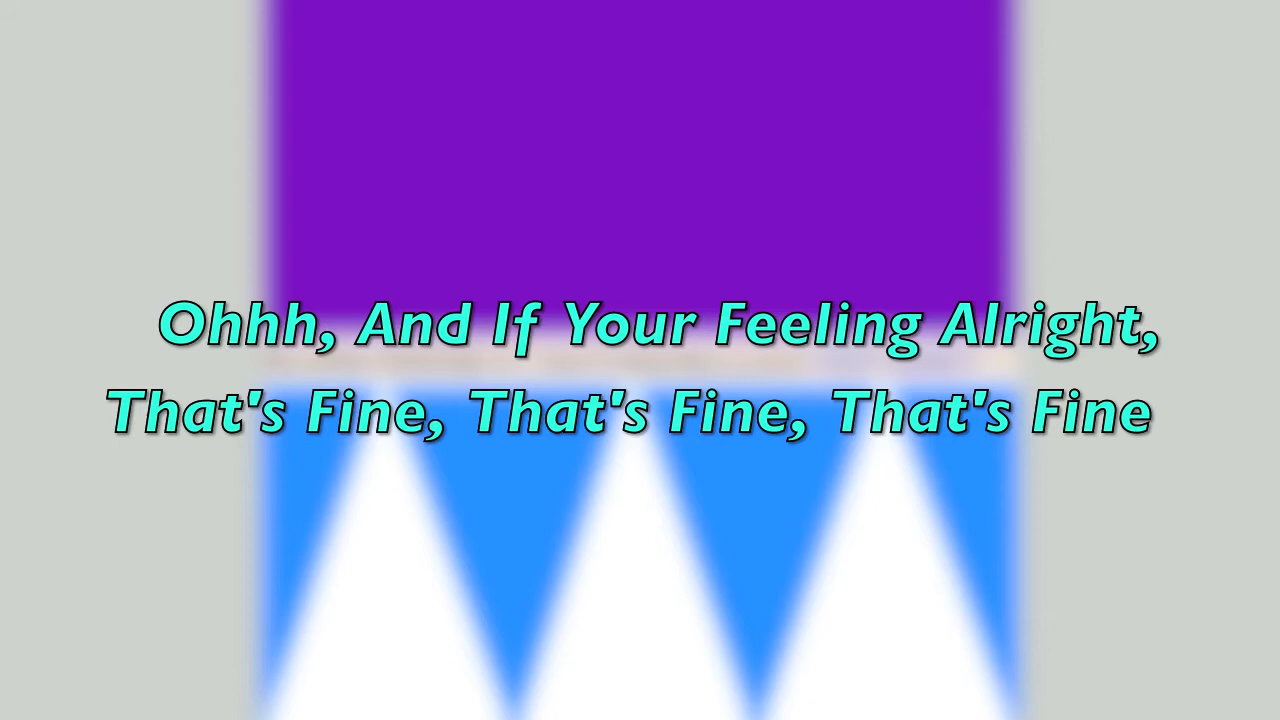 Ohhh, And If Your Feeling Alright,
That's Fine, That's Fine, That's Fine